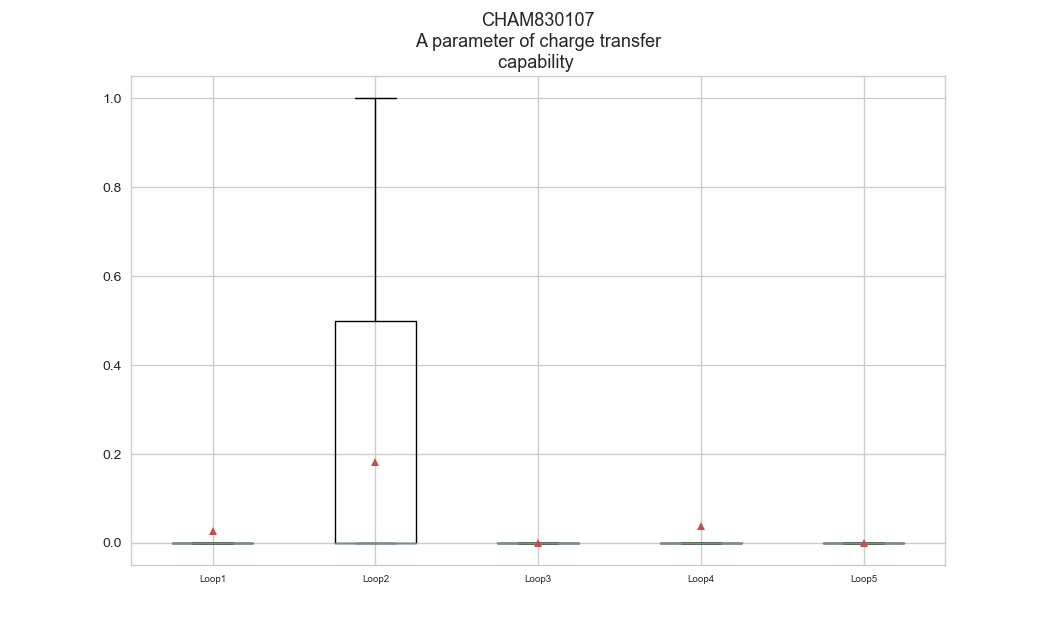 CHAM830107
A parameter of charge transfer
capability
1.0
0.8
0.6
0.4
0.2
0.0
Loop1
Loop2
Loop3
Loop4
Loop5